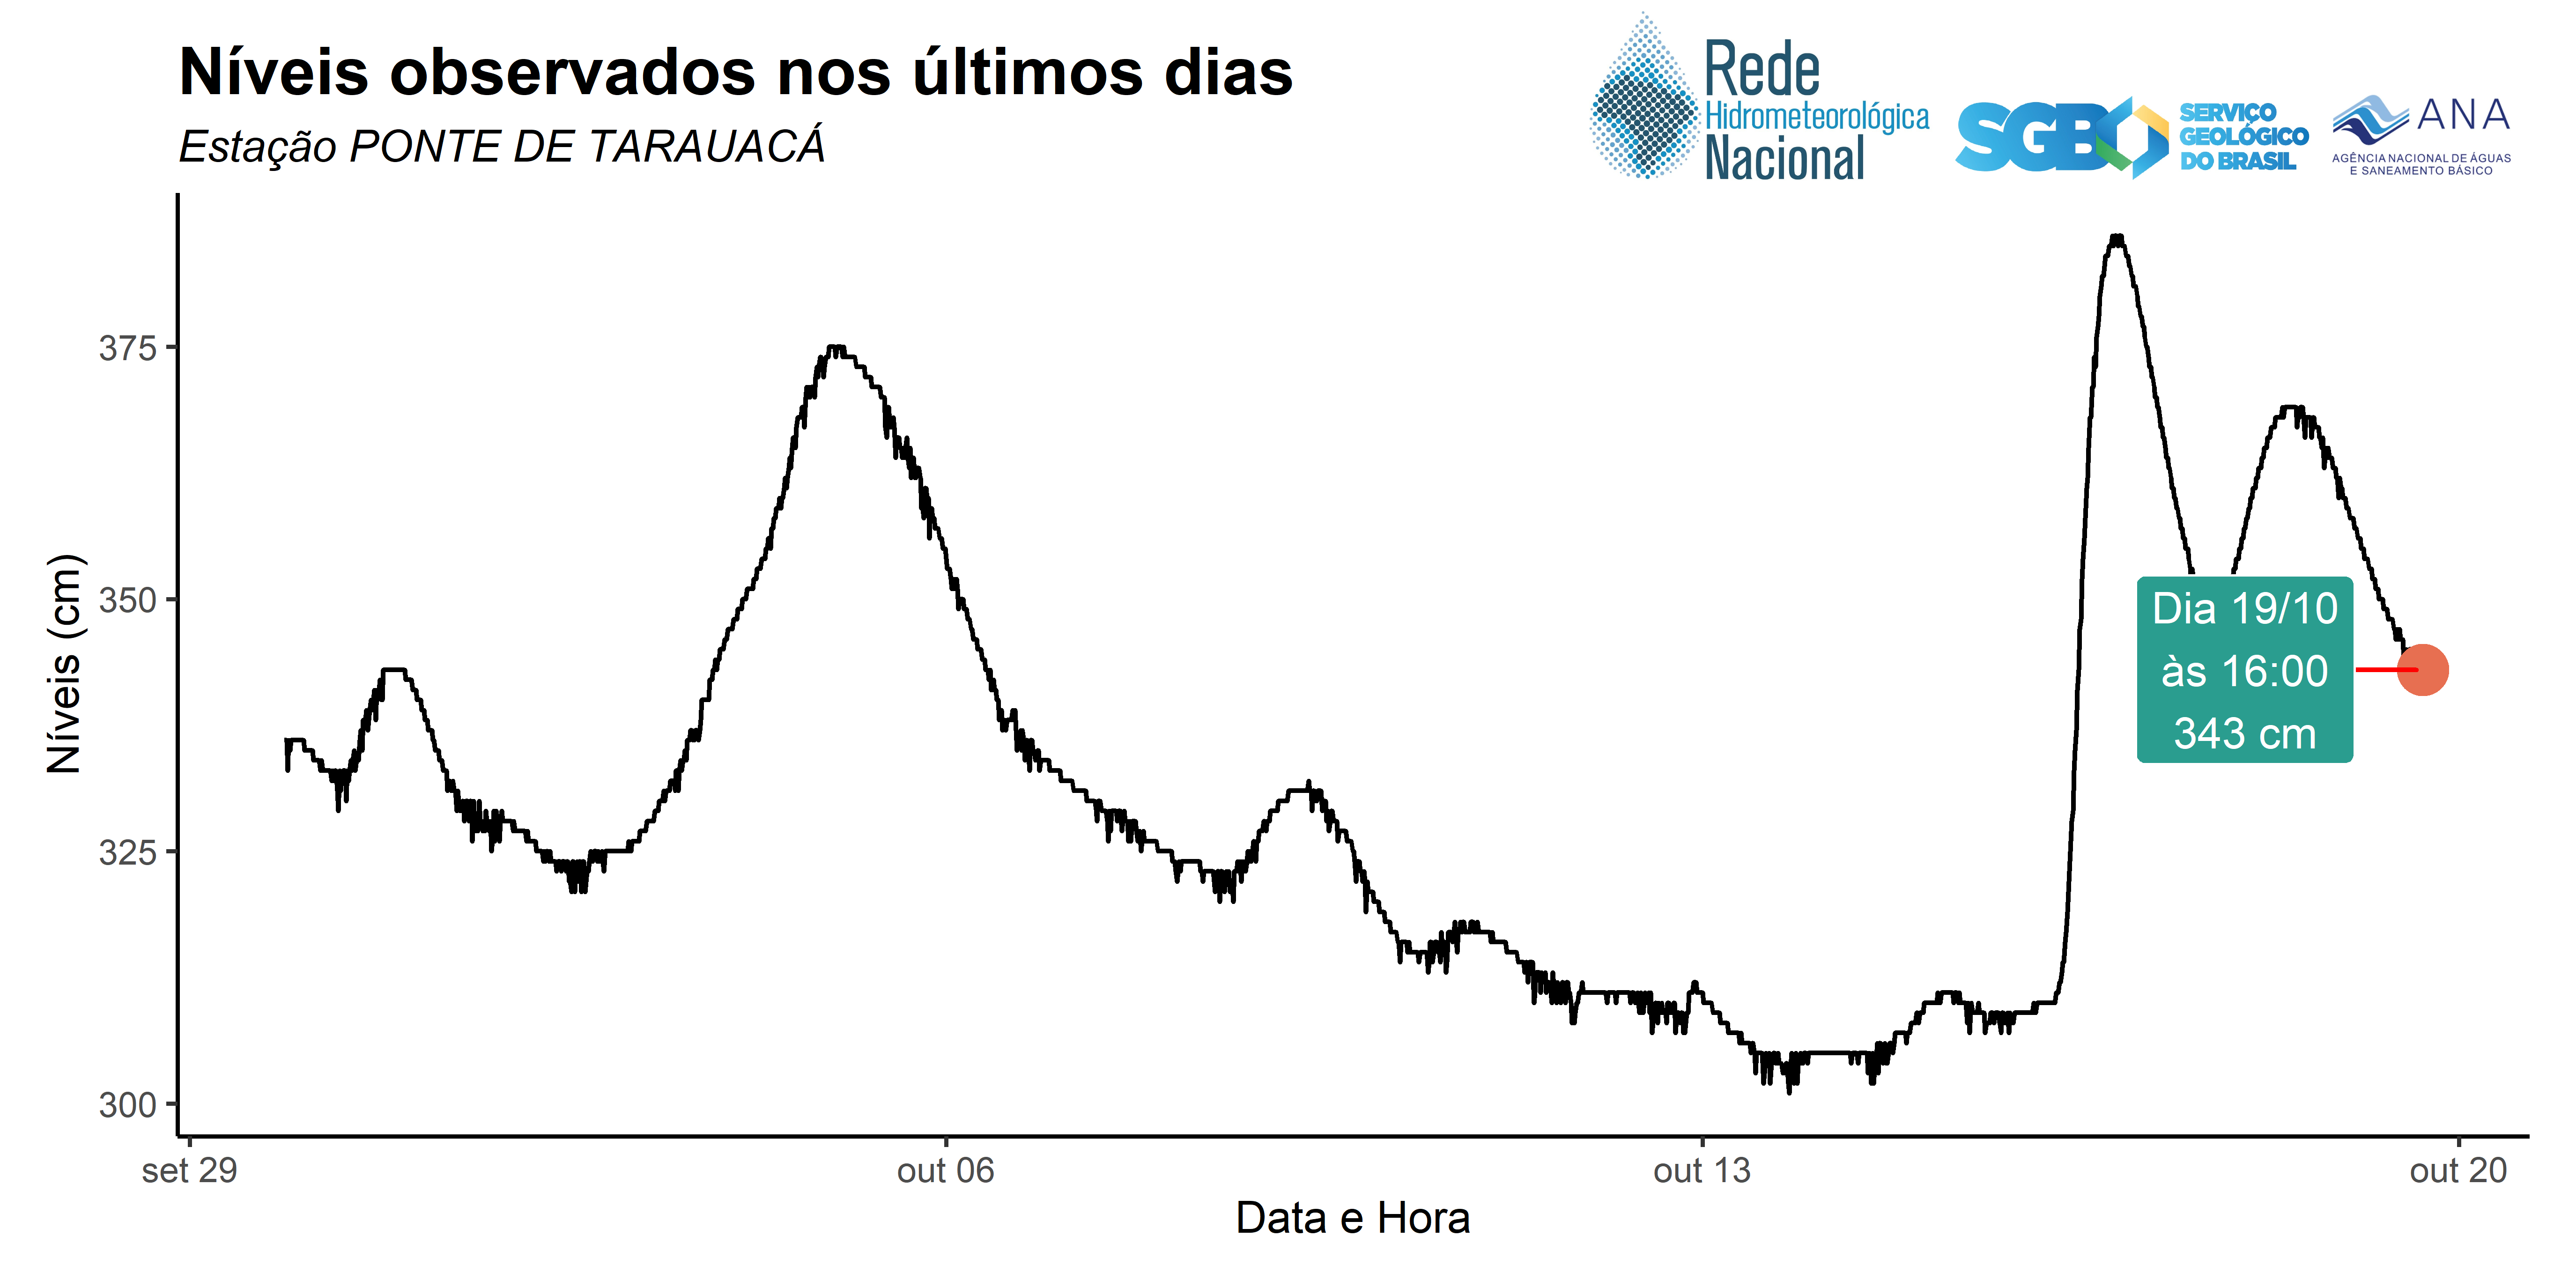 Níveis observados nos últimos dias
Estação PONTE DE TARAUACÁ
Rede
Hidrometeorológica
Nacional
SGB
SERVIÇO
GEOLÓGICO
DO BRASIL
ANA
AGÊNCIA NACIONAL DE ÁGUAS
E SANEAMENTO BÁSICO
Níveis (cm)
375
350
325
300
Dia 19/10
às 16:00
343 cm
set 29
out 06
out 13
out 20
Data e Hora